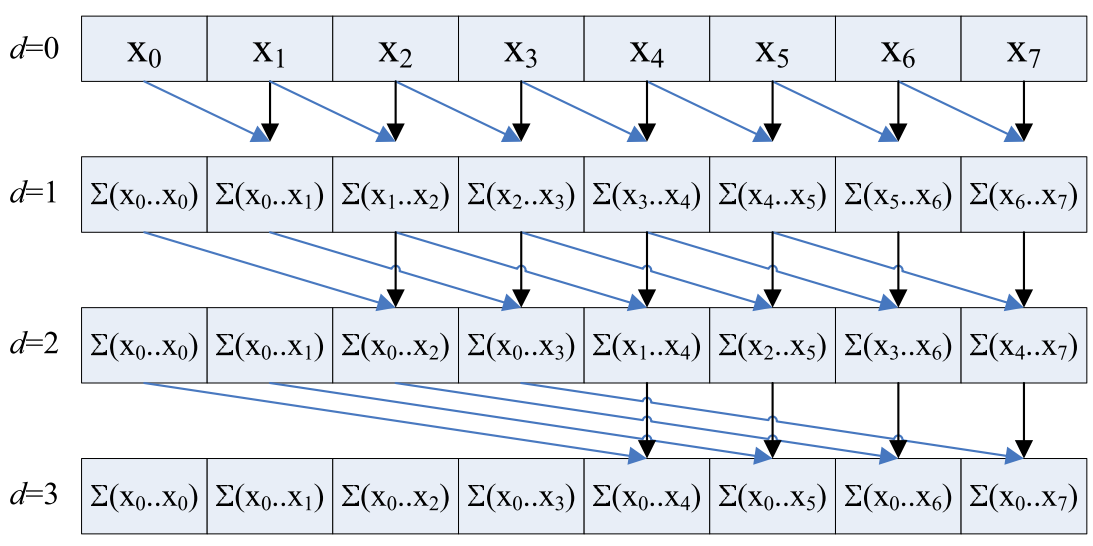 d=0 x₀ x₁ x₂ x₃ x₄ x₅ x₆ x₇
d=1 Σ(x₀..x₀) Σ(x₀..x₁) Σ(x₁..x₂) Σ(x₂..x₃) Σ(x₃..x₄) Σ(x₄..x₅) Σ(x₅..x₆) Σ(x₆..x₇)
d=2 Σ(x₀..x₀) Σ(x₀..x₁) Σ(x₀..x₂) Σ(x₀..x₃) Σ(x₁..x₄) Σ(x₂..x₅) Σ(x₃..x₆) Σ(x₄..x₇)
d=3 Σ(x₀..x₀) Σ(x₀..x₁) Σ(x₀..x₂) Σ(x₀..x₃) Σ(x₀..x₄) Σ(x₀..x₅) Σ(x₀..x₆) Σ(x₀..x₇)